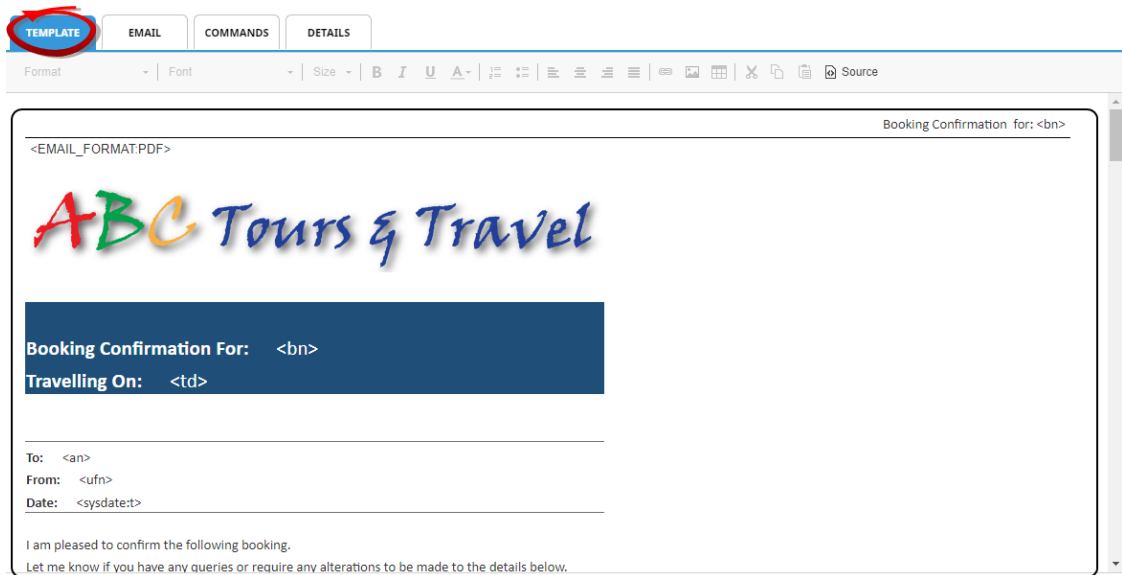 TEMPLATE EMAIL COMMANDS DETAILS
Format Font Size B I U A Source
Booking Confirmation for: <bn>
<EMAIL_FORMAT:PDF>
ABC Tours & Travel
Booking Confirmation For: <bn>
Travelling On: <td>
To: <an>
From: <ufn>
Date: <sysdate:t>
I am pleased to confirm the following booking.
Let me know if you have any queries or require any alterations to be made to the details below.